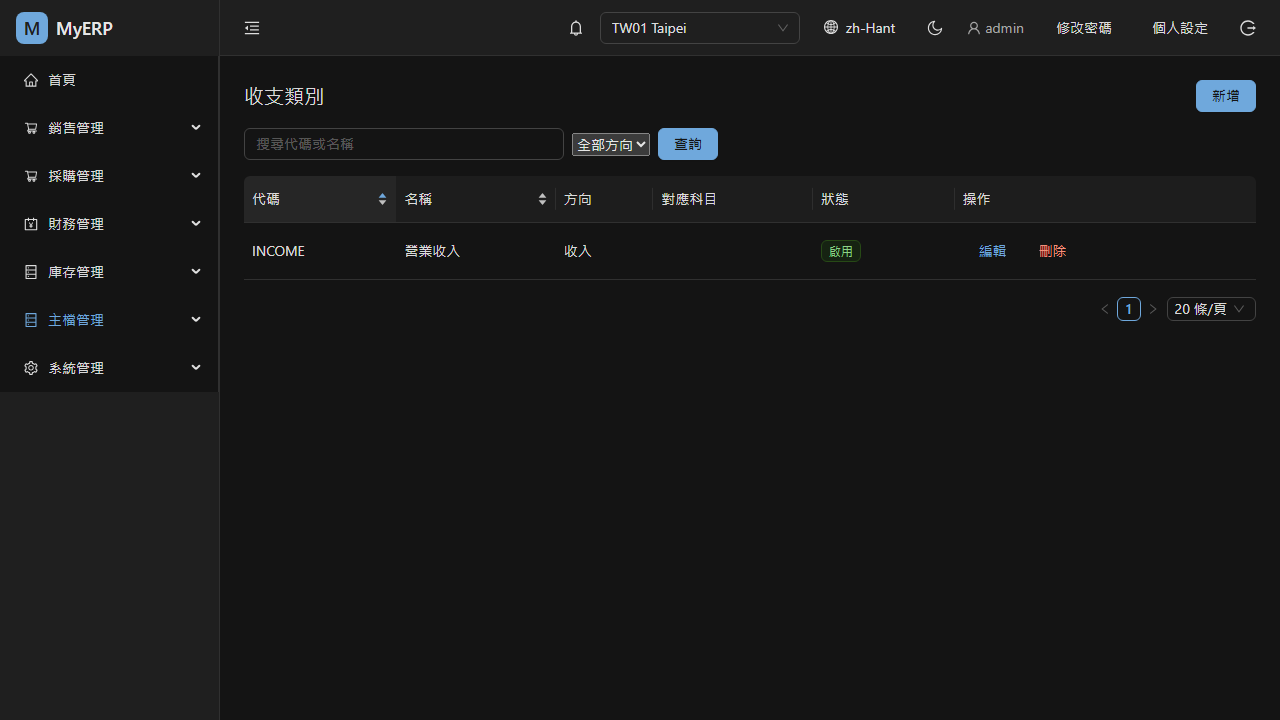 M MyERP
TW01 Taipei
zh-Hant
admin
修改密碼
個人設定
首頁
銷售管理
採購管理
財務管理
庫存管理
主檔管理
系統管理
收支類別
新增
搜尋代碼或名稱
全部方向
查詢
代碼 名稱 方向 對應科目 狀態 操作
INCOME 營業收入 收入 啟用 編輯 刪除
1
20 條/頁